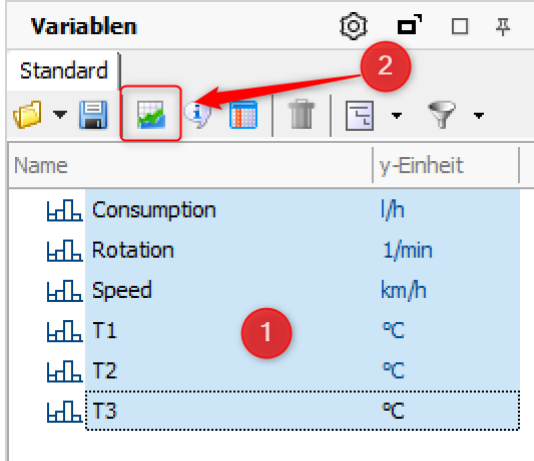 Variablen
2
Standard
Name y-Einheit
Consumption l/h
Rotation 1/min
Speed km/h
T1 1 °C
T2 °C
T3 °C